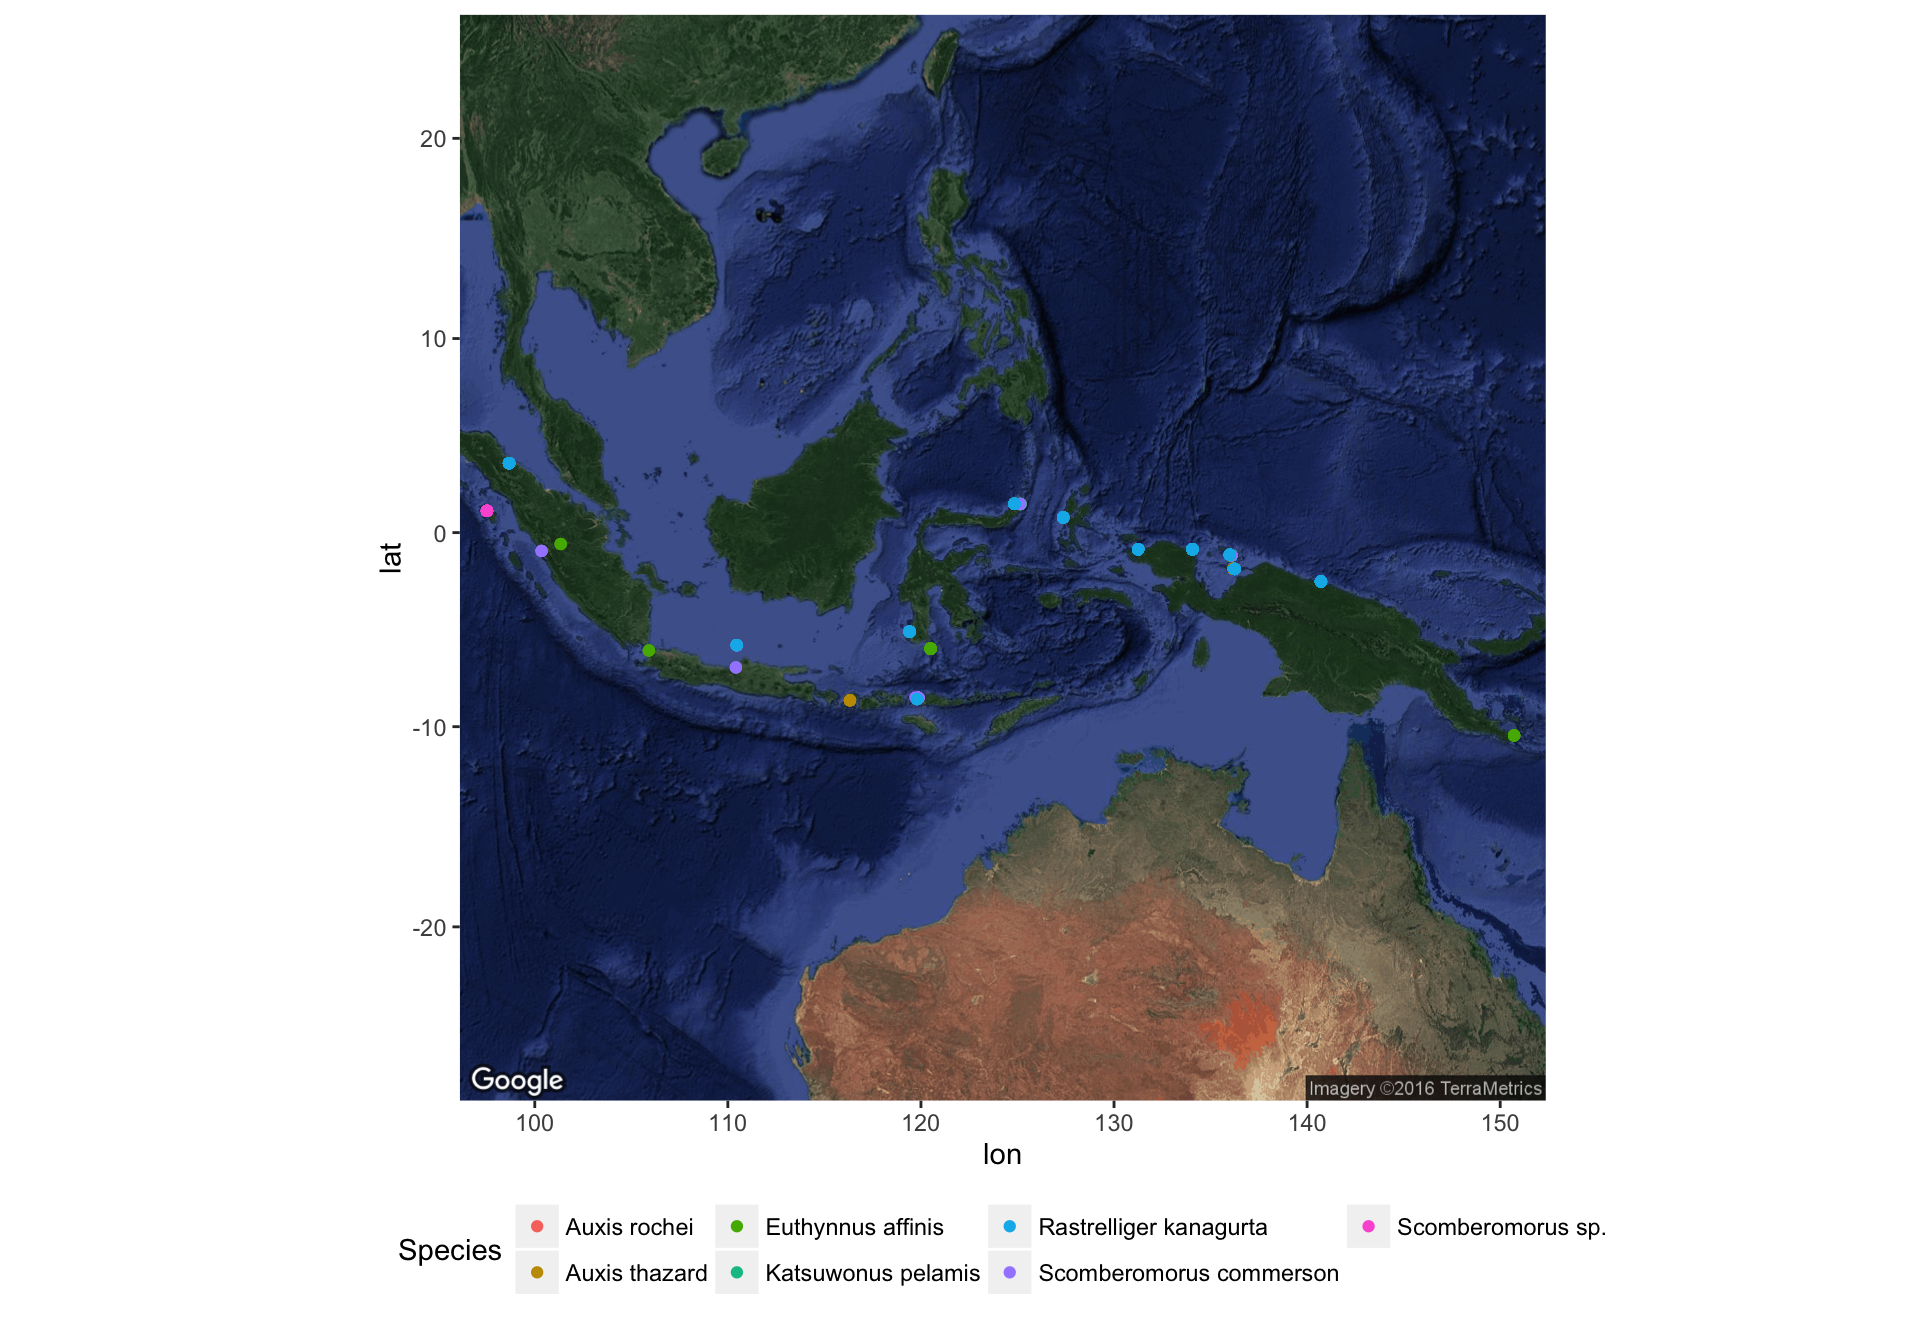 20
10
0
-10
-20
lat
Google
Imagery ©2016 TerraMetrics
100 110 120 130 140 150
lon
Species
Auxis rochei Euthynnus affinis Rastrelliger kanagurta Scomberomorus sp.
Auxis thazard Katsuwonus pelamis Scomberomorus commerson